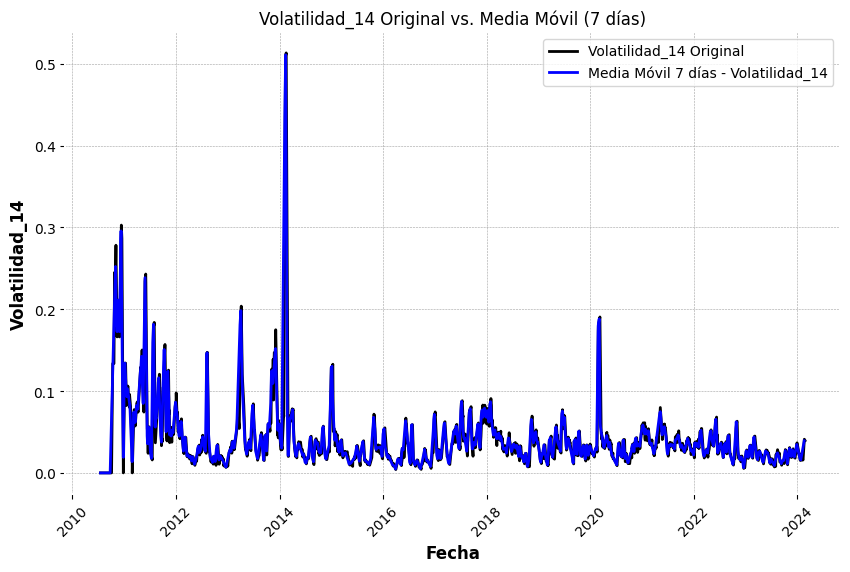 Volatilidad_14 Original vs. Media Móvil (7 días)
Volatilidad_14 Original
Media Móvil 7 días - Volatilidad_14
Volatilidad_14
0.5
0.4
0.3
0.2
0.1
0.0
2010
2012
2014
2016
2018
2020
2022
2024
Fecha